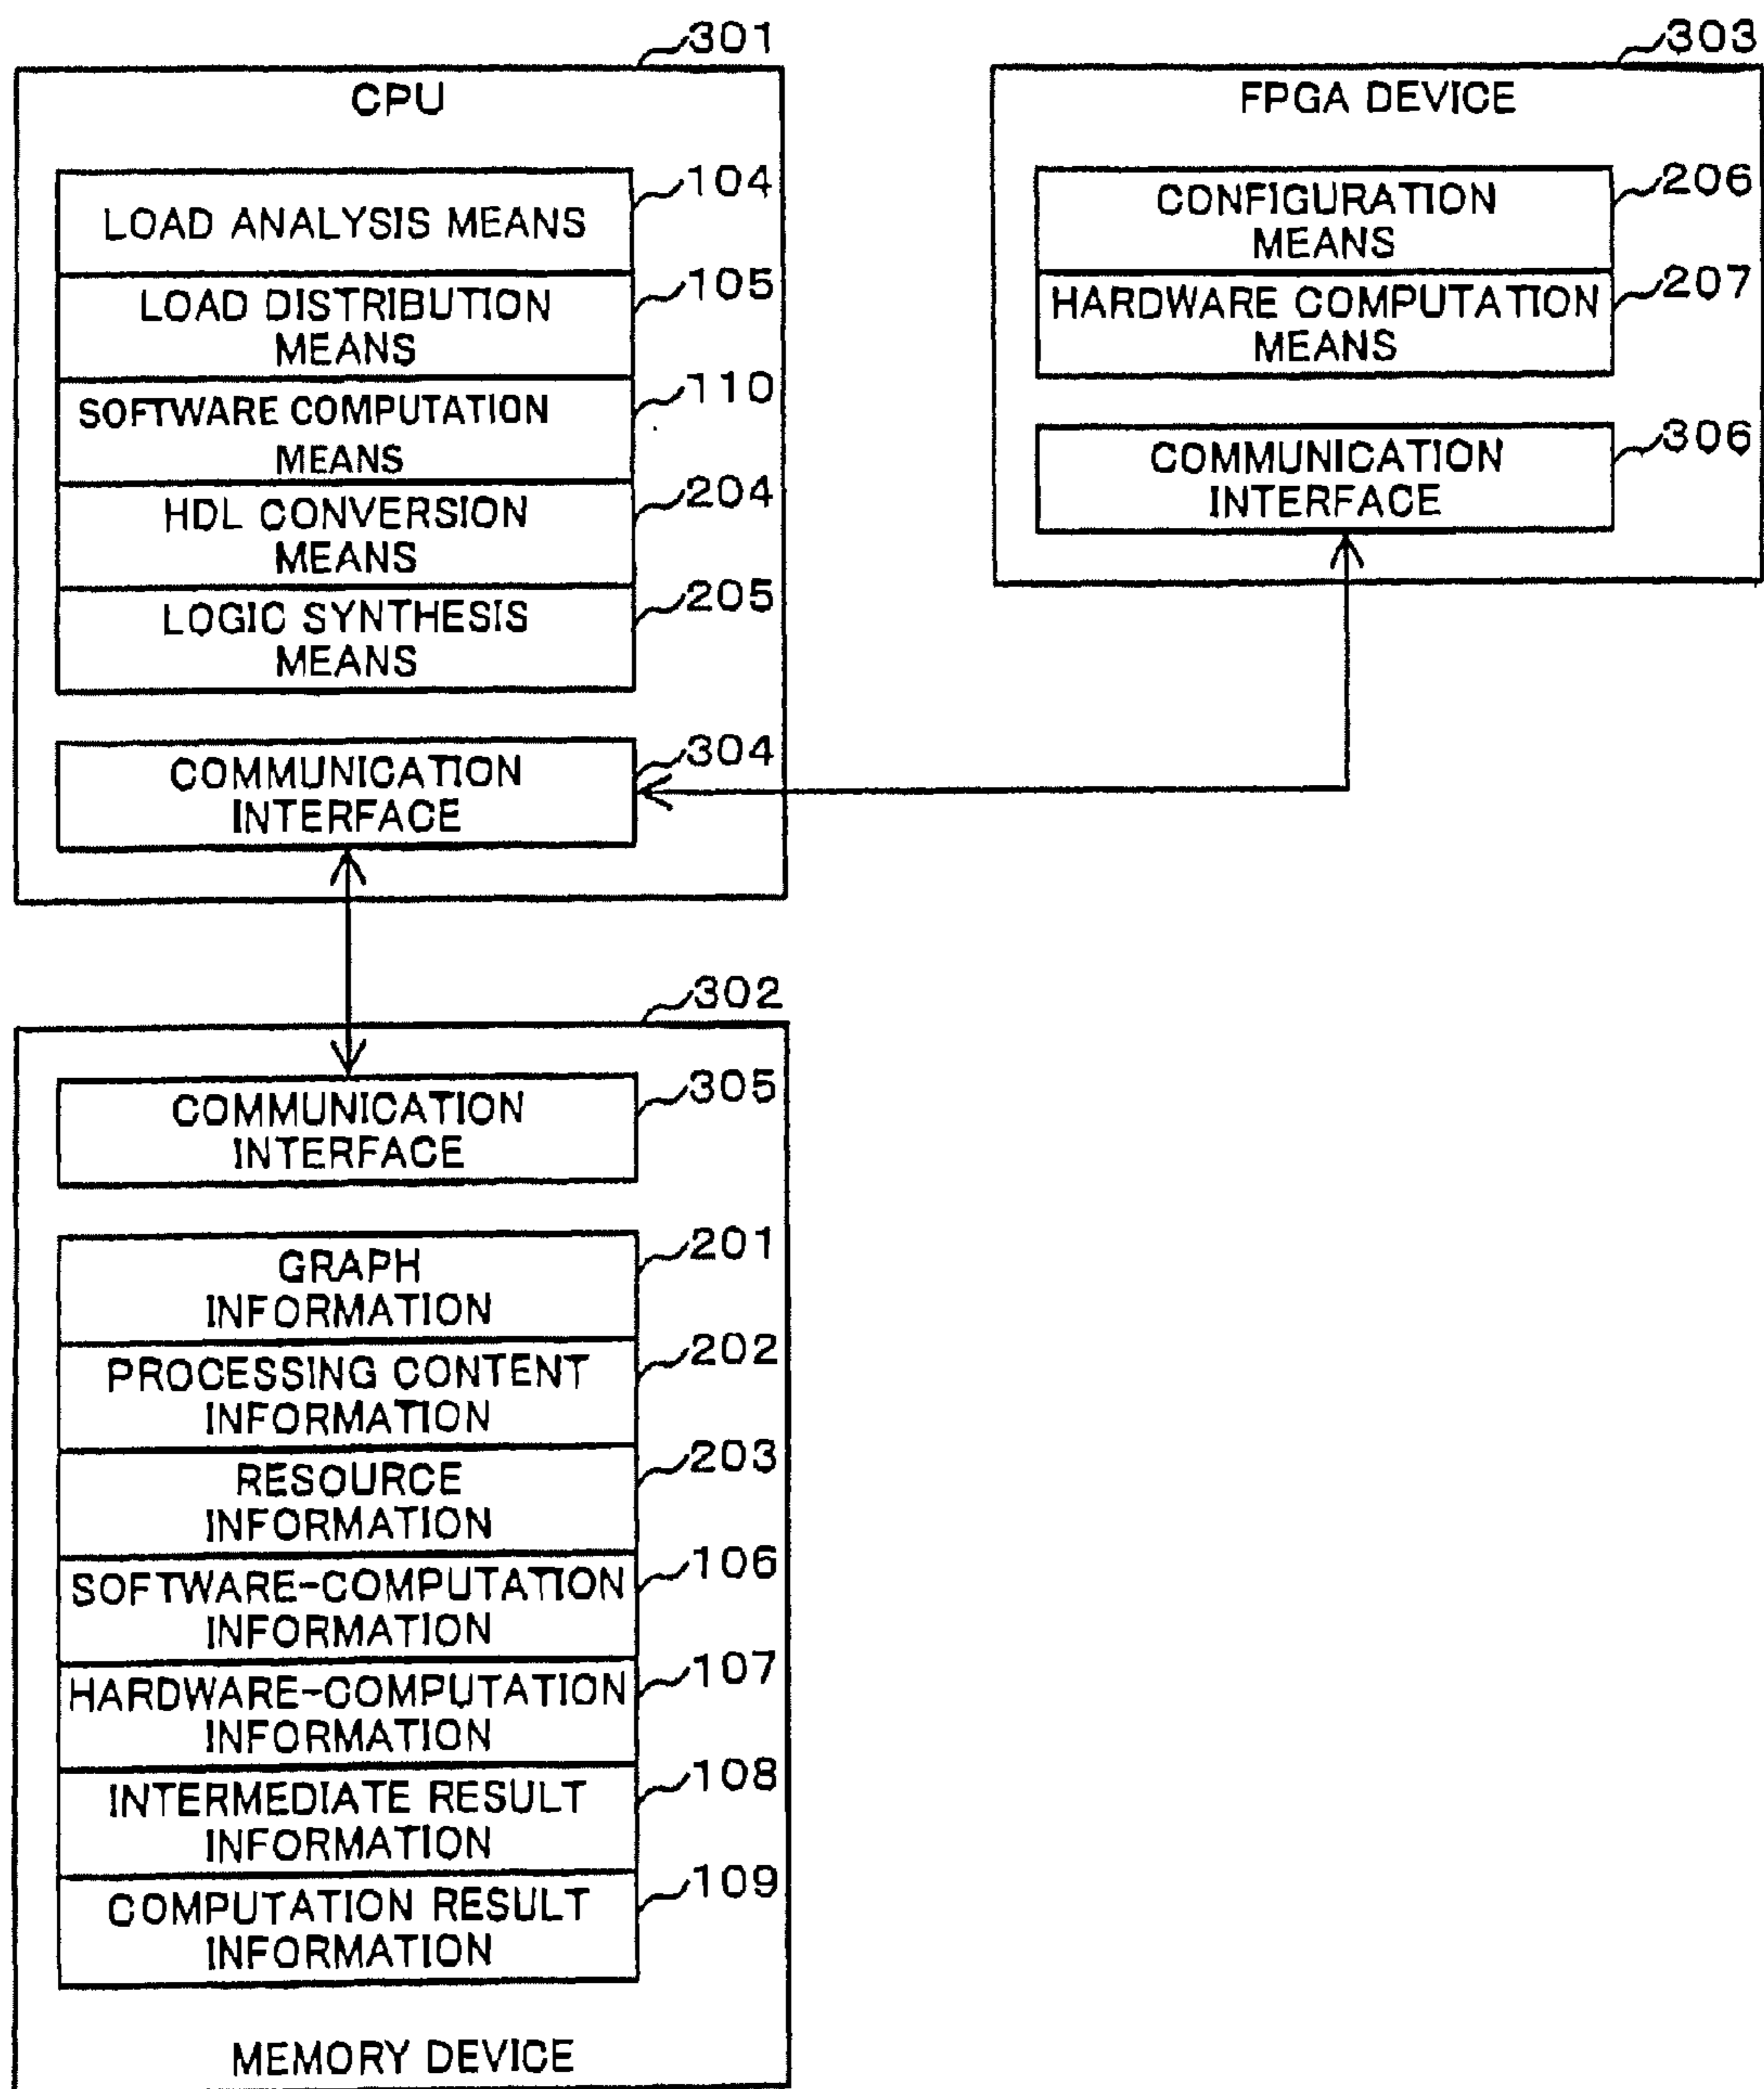 301
CPU
104
LOAD ANALYSIS MEANS
105
LOAD DISTRIBUTION
MEANS
110
SOFTWARE COMPUTATION
MEANS
204
HDL CONVERSION
MEANS
205
LOGIC SYNTHESIS
MEANS
304
COMMUNICATION
INTERFACE
303
FPGA DEVICE
206
CONFIGURATION
MEANS
207
HARDWARE COMPUTATION
MEANS
306
COMMUNICATION
INTERFACE
302
305
COMMUNICATION
INTERFACE
201
GRAPH
INFORMATION
202
PROCESSING CONTENT
INFORMATION
203
RESOURCE
INFORMATION
106
SOFTWARE-COMPUTATION
INFORMATION
107
HARDWARE-COMPUTATION
INFORMATION
108
INTERMEDIATE RESULT
INFORMATION
109
COMPUTATION RESULT
INFORMATION
MEMORY DEVICE